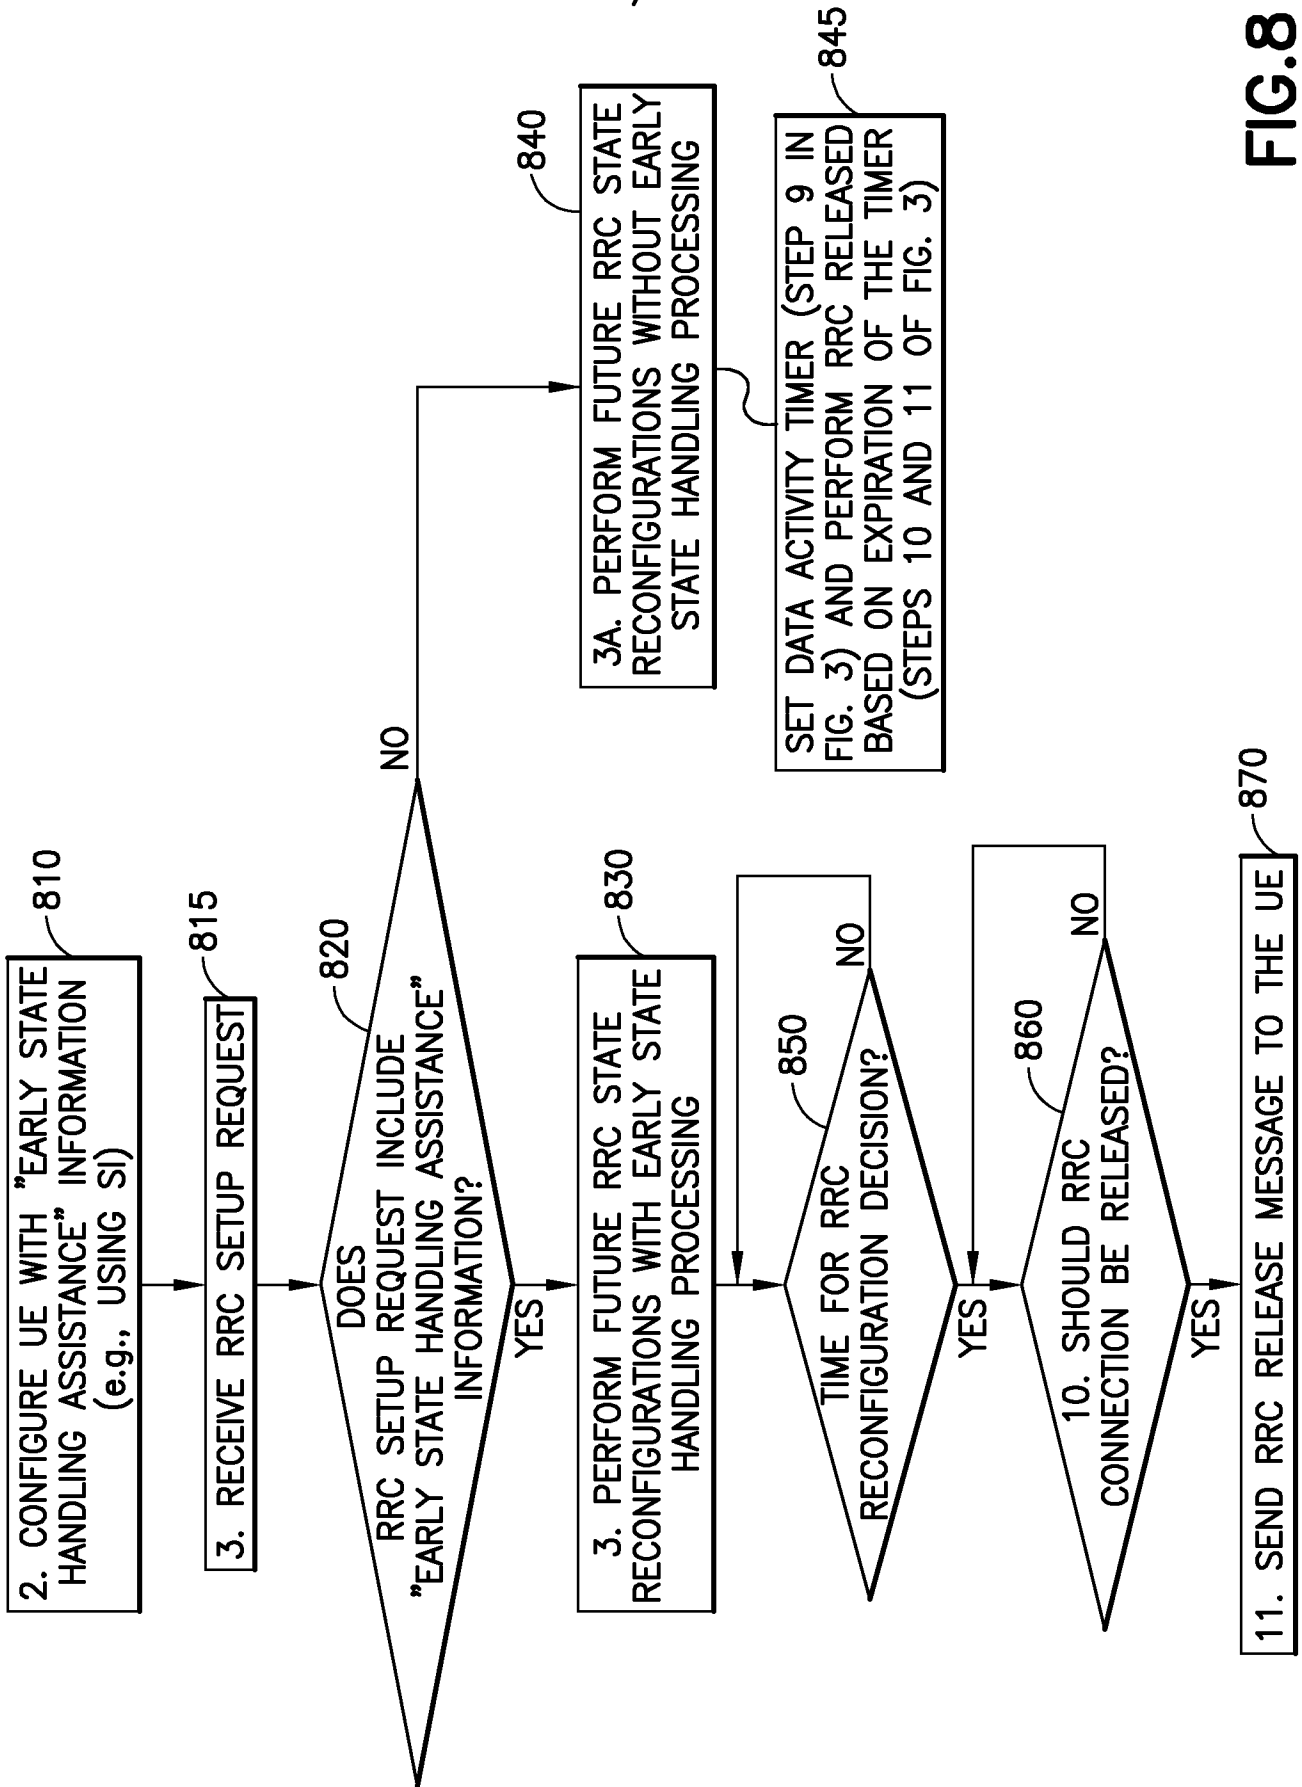 2. CONFIGURE UE WITH "EARLY STATE
HANDLING ASSISTANCE" INFORMATION
(e.g., USING SI)
810
3. RECEIVE RRC SETUP REQUEST
815
DOES
RRC SETUP REQUEST INCLUDE
"EARLY STATE HANDLING ASSISTANCE"
INFORMATION?
820
NO
YES
3. PERFORM FUTURE RRC STATE
RECONFIGURATIONS WITH EARLY STATE
HANDLING PROCESSING
830
3A. PERFORM FUTURE RRC STATE
RECONFIGURATIONS WITHOUT EARLY
STATE HANDLING PROCESSING
840
SET DATA ACTIVITY TIMER (STEP 9 IN
FIG. 3) AND PERFORM RRC RELEASED
BASED ON EXPIRATION OF THE TIMER
(STEPS 10 AND 11 OF FIG. 3)
845
TIME FOR RRC
RECONFIGURATION DECISION?
850
NO
YES
10. SHOULD RRC
CONNECTION BE RELEASED?
860
NO
YES
11. SEND RRC RELEASE MESSAGE TO THE UE
870
FIG.8